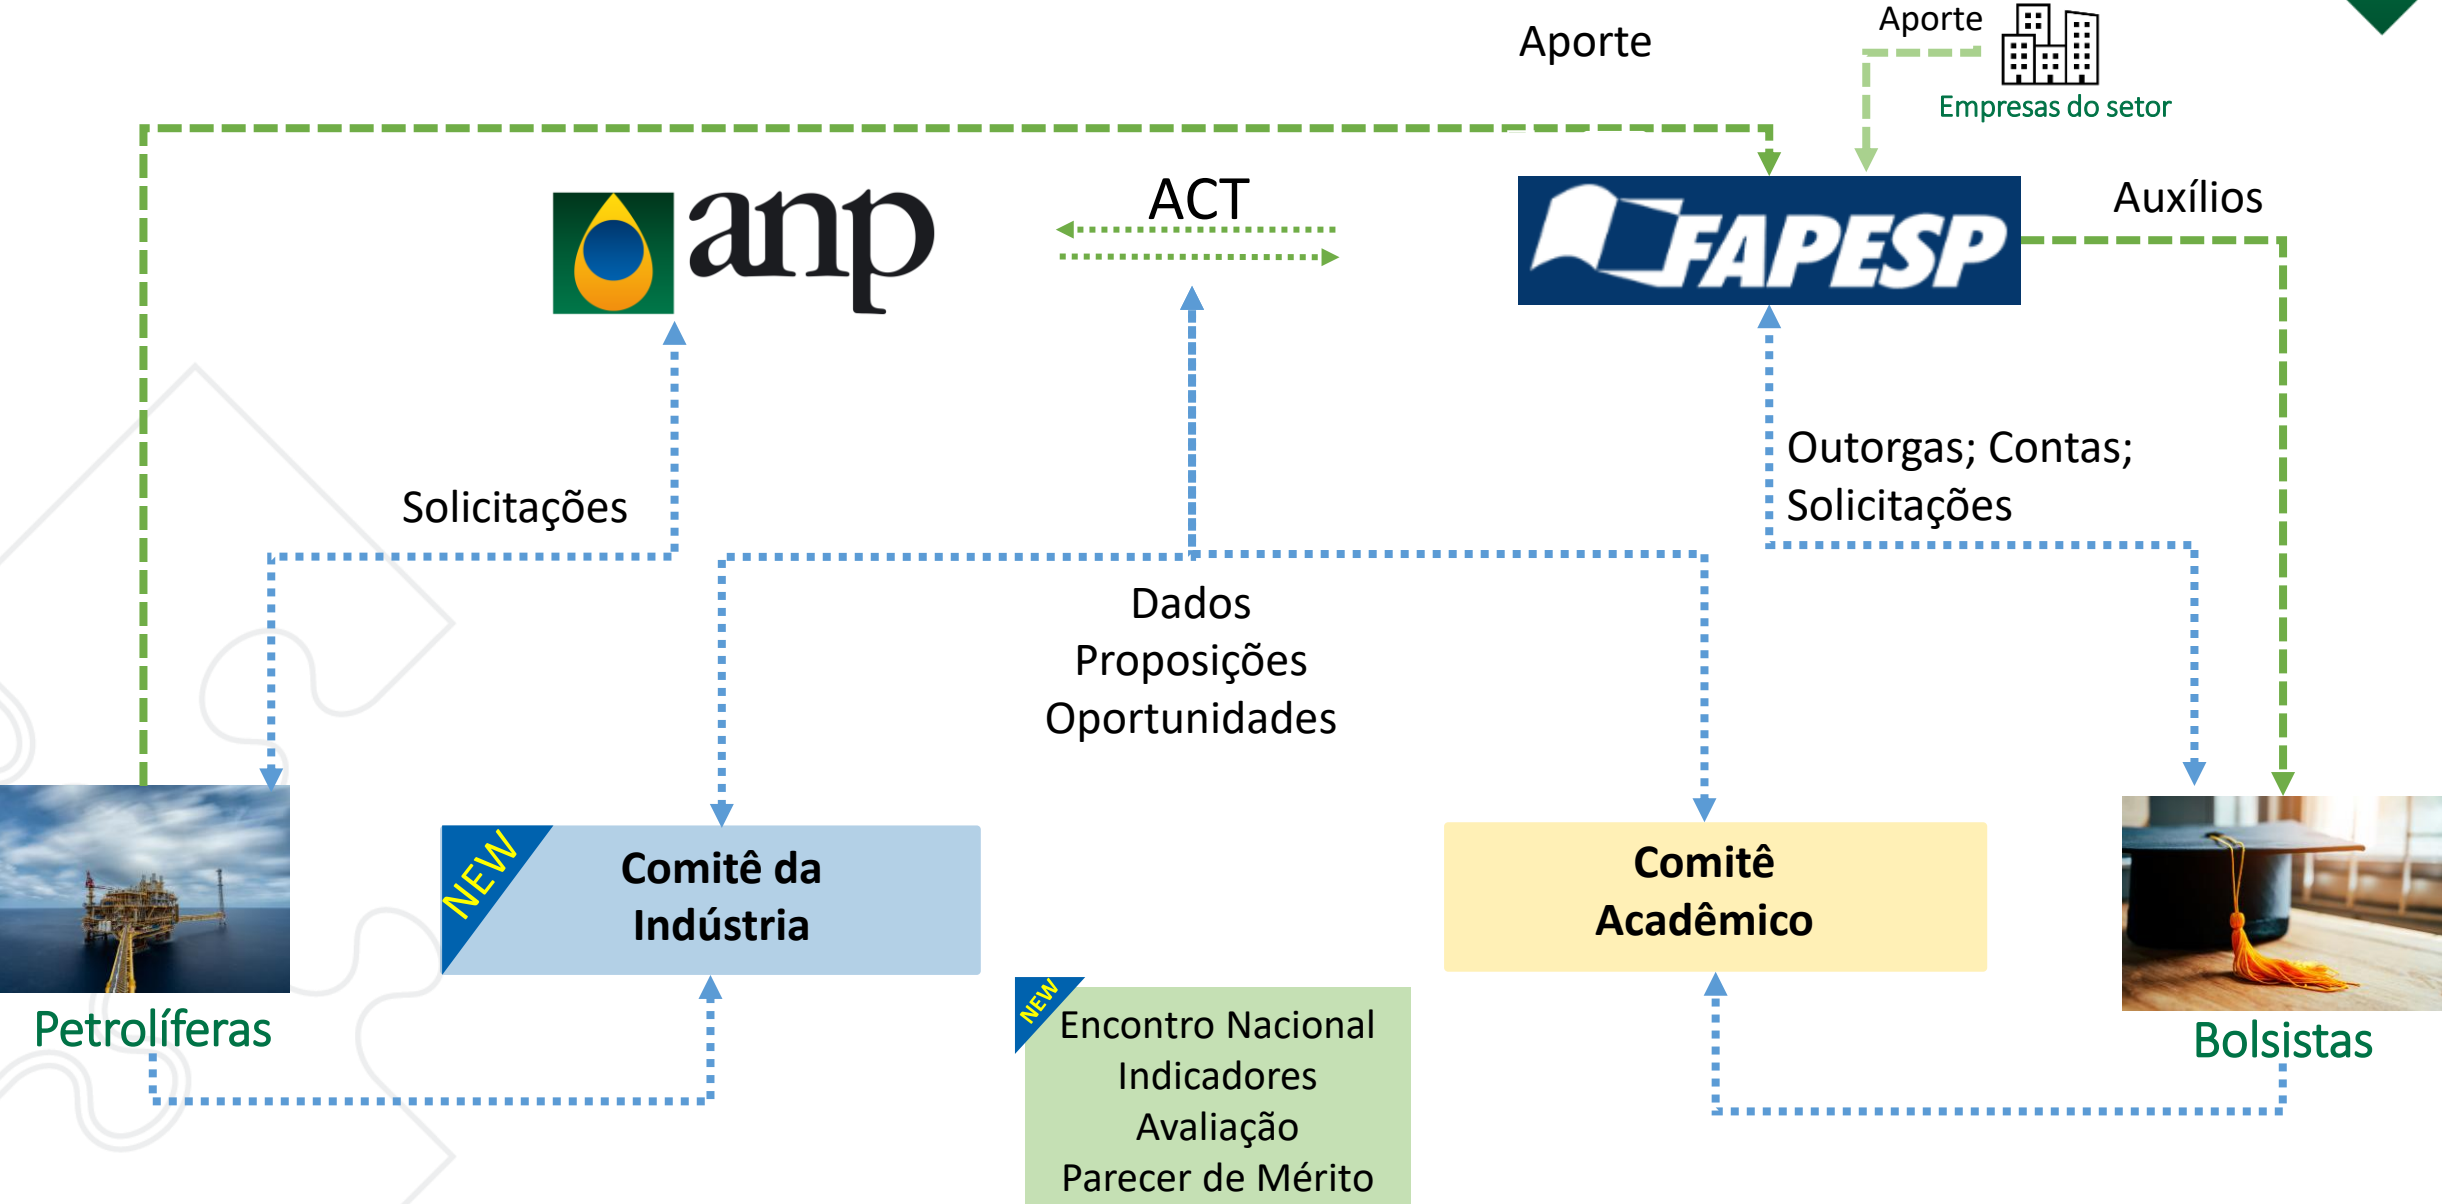 Aporte
Aporte
Empresas do setor
anp
ACT
FAPESP
Auxílios
Solicitações
Outorgas; Contas;
Solicitações
Dados
Proposições
Oportunidades
NEW
Comitê da
Indústria
Comitê
Acadêmico
Petrolíferas
NEW
Encontro Nacional
Indicadores
Avaliação
Parecer de Mérito
Bolsistas